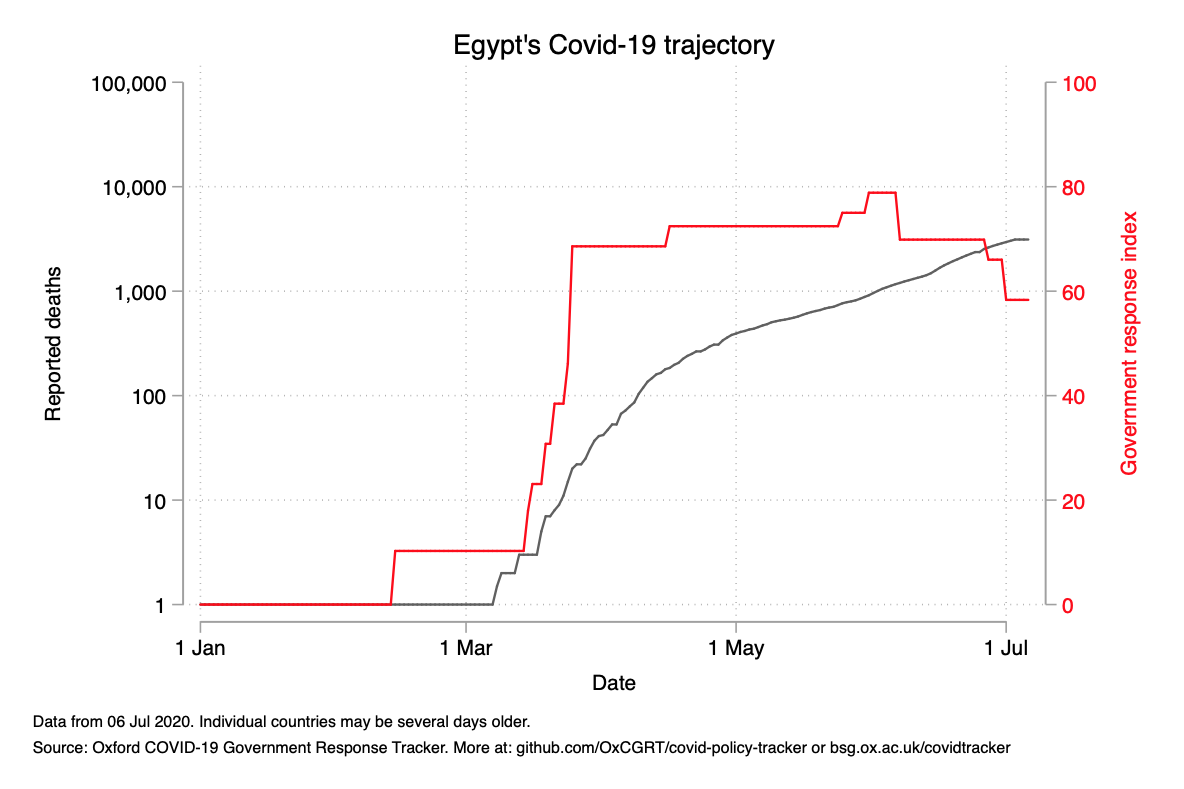 Egypt's Covid-19 trajectory
100,000
10,000
1,000
100
10
1
Reported deaths
100
80
60
40
20
0
Government response index
1 Jan
1 Mar
1 May
1 Jul
Date
Data from 06 Jul 2020. Individual countries may be several days older.
Source: Oxford COVID-19 Government Response Tracker. More at: github.com/OxCGRT/covid-policy-tracker or bsg.ox.ac.uk/covidtracker